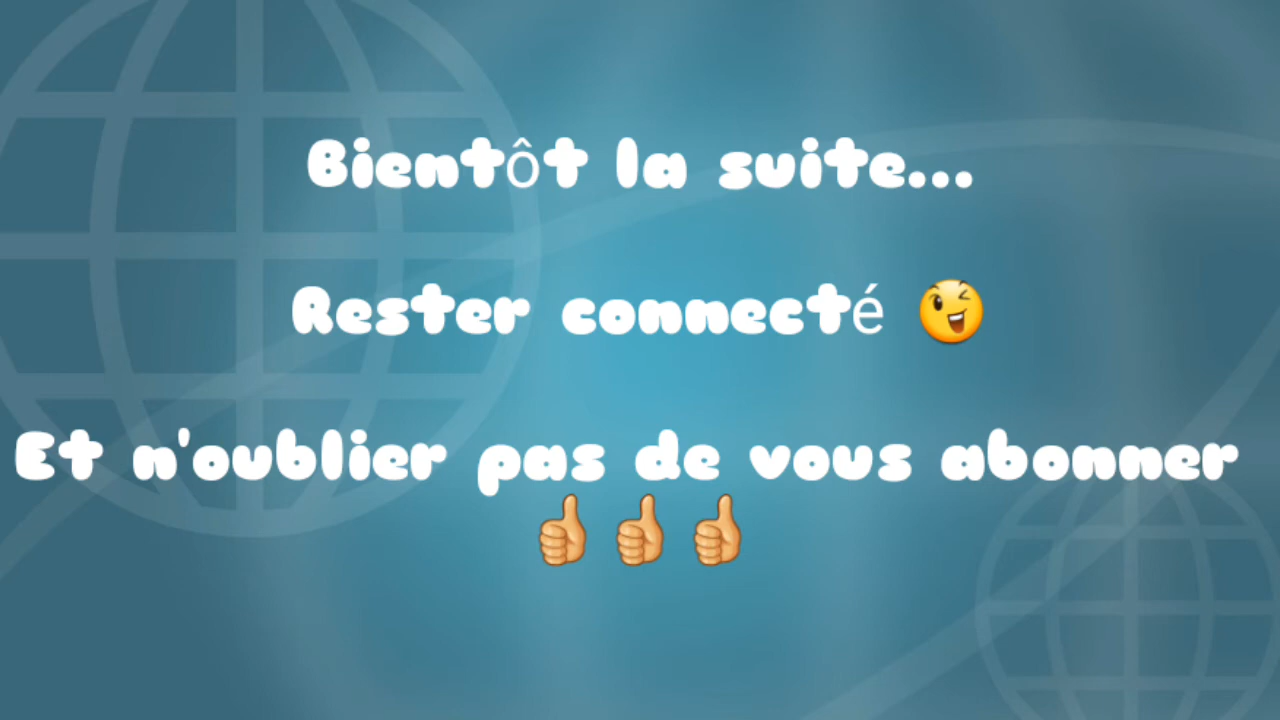 Bientôt la suite...
Rester connecté 😜
Et n'oublier pas de vous abonner
👍👍👍